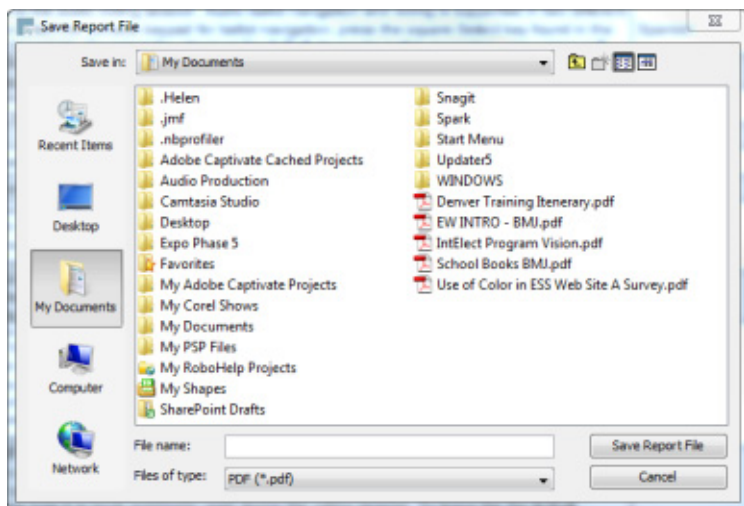 Save Report File
Save in:
My Documents
Recent Items
Desktop
My Documents
Computer
Network
.Helen
.jmf
.nbprofiler
Adobe Captivate Cached Projects
Audio Production
Camtasia Studio
Desktop
Expo Phase 5
Favorites
My Adobe Captivate Projects
My Corel Shows
My Documents
My PSP Files
My RoboHelp Projects
My Shapes
SharePoint Drafts
Snagit
Spark
Start Menu
Updater5
WINDOWS
Denver Training Itenerary.pdf
EW INTRO - BMJ.pdf
IntElect Program Vision.pdf
School Books BMJ.pdf
Use of Color in ESS Web Site A Survey.pdf
File name:
Save Report File
Files of type:
PDF (*.pdf)
Cancel